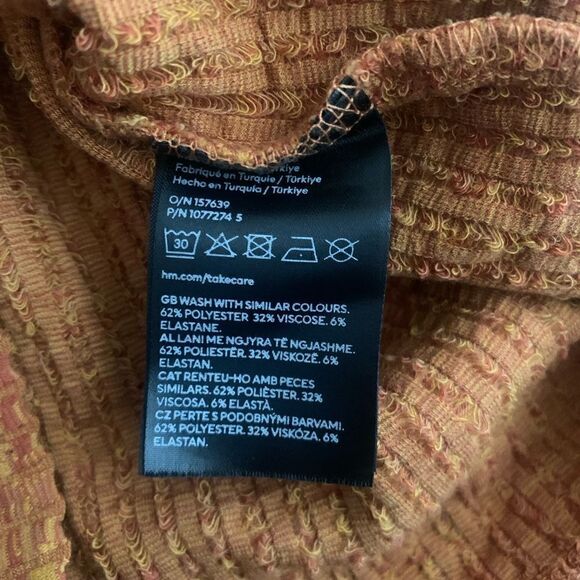 Türkiye
Fabriqué en Turquie / Türkiye
Hecho en Turquía / Türkiye
O/N 157639
P/N 1077274 5
30
hm.com/takecare
GB WASH WITH SIMILAR COLOURS.
62% POLYESTER 32% VISCOSE. 6%
ELASTANE.
AL LANI ME NGJYRA TË NGJASHME.
62% POLIESTËR. 32% VISKOZË. 6%
ELASTAN.
CAT RENTEU-HO AMB PECES
SIMILARS. 62% POLIÈSTER. 32%
VISCOSA. 6% ELASTÀ.
CZ PERTE S PODOBNÝMI BARVAMI.
62% POLYESTER. 32% VISKÓZA. 6%
ELASTAN.